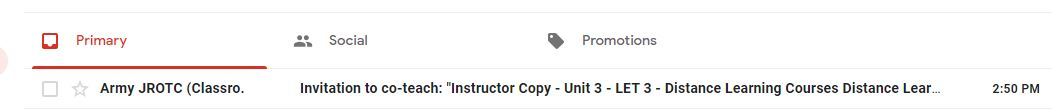 Primary Social Promotions
Army JROTC (Classro. Invitation to co-teach: "Instructor Copy - Unit 3 - LET 3 - Distance Learning Courses Distance Lear... 2:50 PM